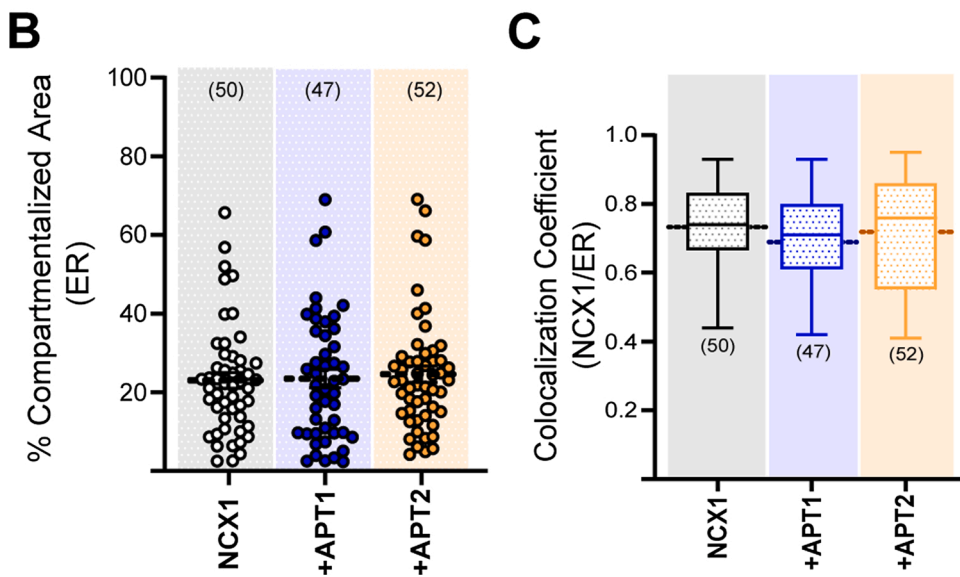 B
% Compartmentalized Area
(ER)
100
80
60
40
20
(50)
(47)
(52)
NCX1
+APT1
+APT2
C
Colocalization Coefficient
(NCX1/ER)
1.0
0.8
0.6
0.4
0.2
(50)
(47)
(52)
NCX1
+APT1
+APT2